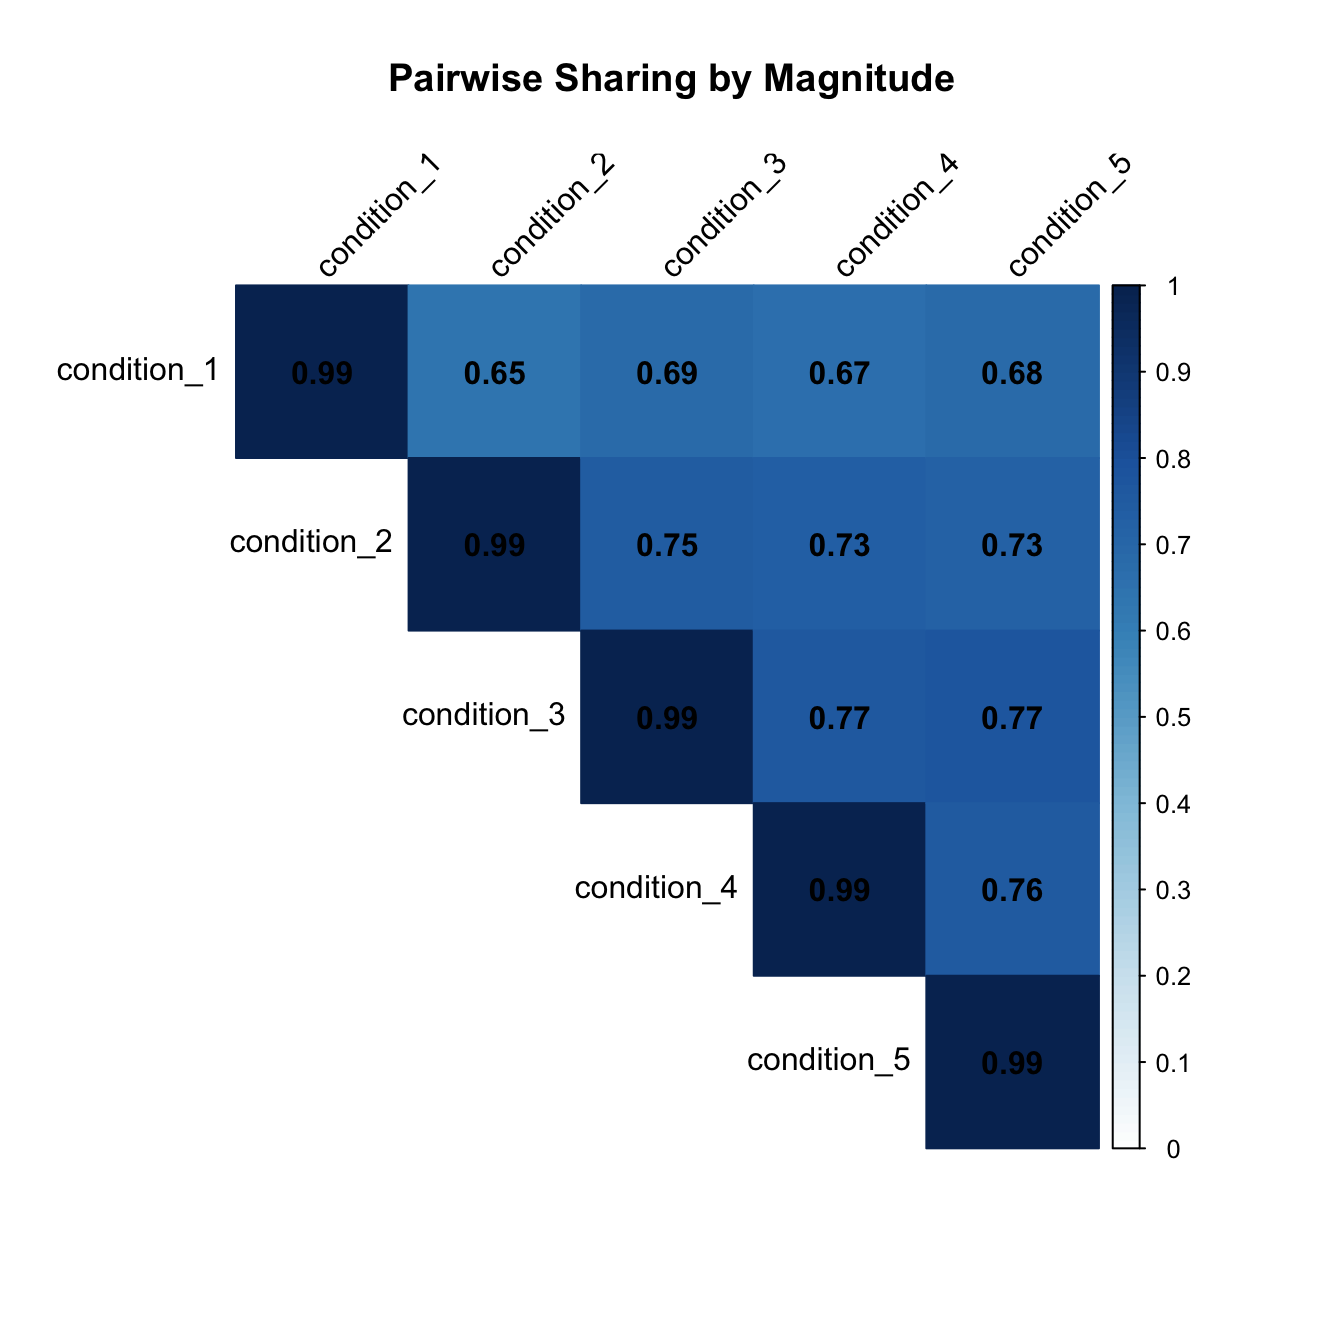 Pairwise Sharing by Magnitude
condition_1
condition_2
condition_3
condition_4
condition_5
condition_1 0.99 0.65 0.69 0.67 0.68
condition_2 0.99 0.75 0.73 0.73
condition_3 0.99 0.77 0.77
condition_4 0.99 0.76
condition_5 0.99
1
0.9
0.8
0.7
0.6
0.5
0.4
0.3
0.2
0.1
0